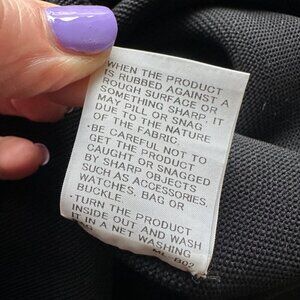 WHEN THE PRODUCT
IS RUBBED AGAINST A
ROUGH SURFACE OR
SOMETHING SHARP, IT
MAY PILL OR SNAG
DUE TO THE NATURE
OF THE FABRIC.
·BE CAREFUL NOT TO
GET THE PRODUCT
CAUGHT OR SNAGGED
BY SHARP OBJECTS
SUCH AS ACCESSORIES,
WATCHES, BAG OR
BUCKLE.
·TURN THE PRODUCT
INSIDE OUT AND WASH
IT IN A NET WASHING